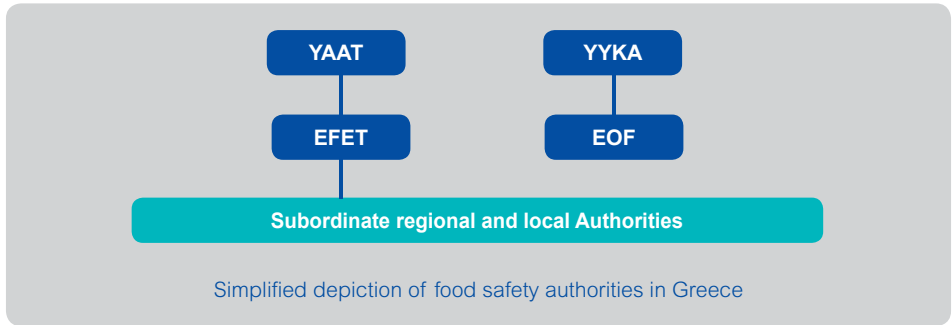 YAAT
YYKA
EFET
EOF
Subordinate regional and local Authorities
Simplified depiction of food safety authorities in Greece